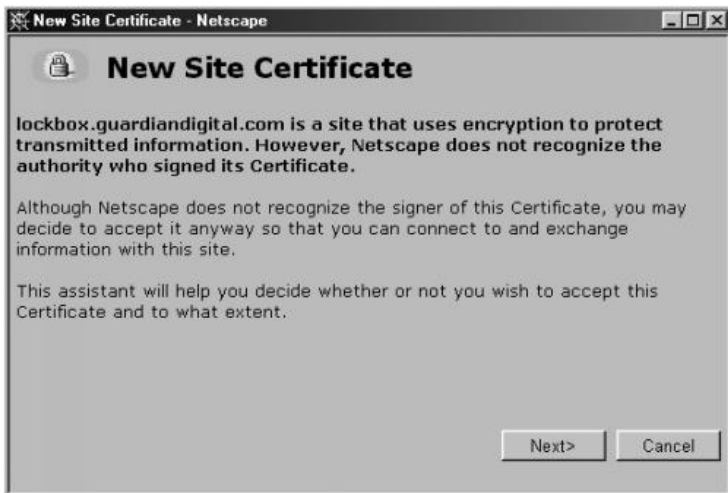 New Site Certificate - Netscape
New Site Certificate
lockbox.guardiandigital.com is a site that uses encryption to protect
transmitted information. However, Netscape does not recognize the
authority who signed its Certificate.
Although Netscape does not recognize the signer of this Certificate, you may
decide to accept it anyway so that you can connect to and exchange
information with this site.
This assistant will help you decide whether or not you wish to accept this
Certificate and to what extent.
Next> Cancel